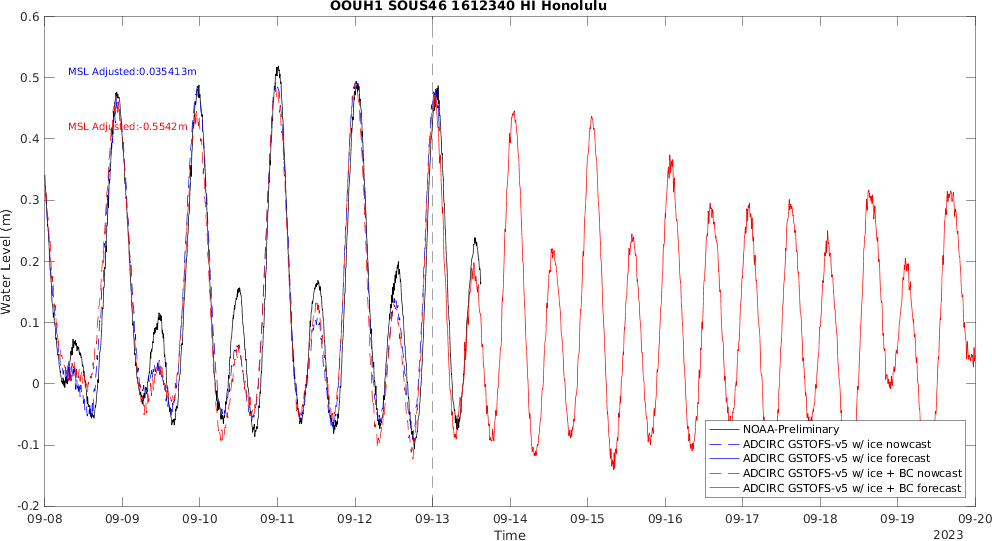 OOUH1 SOUS46 1612340 HI Honolulu
0.6
0.5
0.4
0.3
0.2
0.1
0
-0.1
-0.2
Water Level (m)
MSL Adjusted:0.035413m
MSL Adjusted:-0.5542m
NOAA-Preliminary
ADCIRC GSTOFS-v5 w/ ice nowcast
ADCIRC GSTOFS-v5 w/ ice forecast
ADCIRC GSTOFS-v5 w/ ice + BC nowcast
ADCIRC GSTOFS-v5 w/ ice + BC forecast
09-08 09-09 09-10 09-11 09-12 09-13 09-14 09-15 09-16 09-17 09-18 09-19 09-20
Time
2023